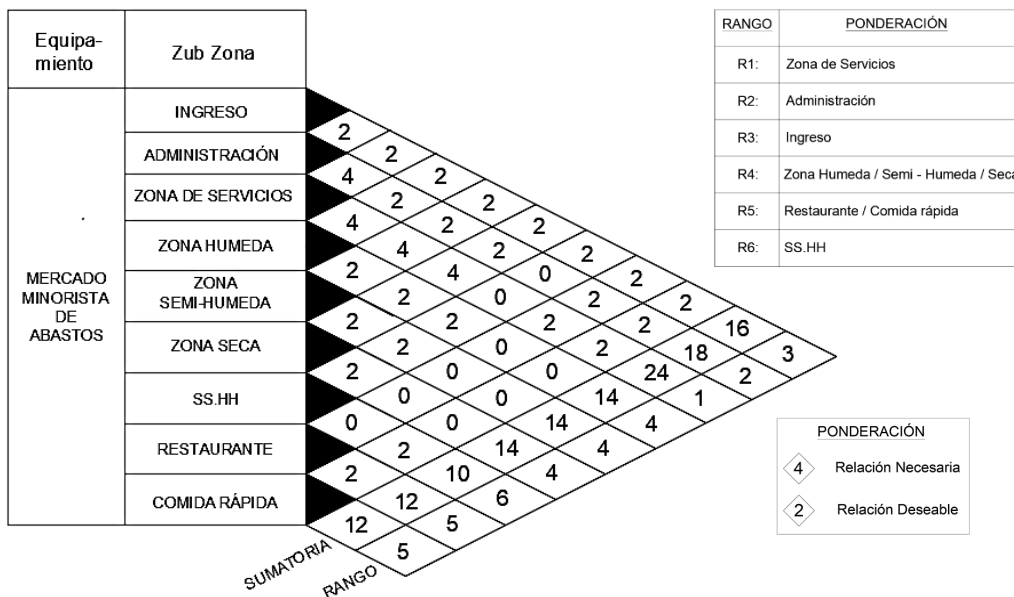 Equipa-
miento
Zub Zona
MERCADO
MINORISTA
DE
ABASTOS
INGRESO
2 2 2 2 2 2 2 2 16 3
ADMINISTRACIÓN
4 2 2 2 0 2 2 18 2
ZONA DE SERVICIOS
4 4 4 0 2 2 24 1
ZONA HUMEDA
2 2 2 0 0 14 4
ZONA
SEMI-HUMEDA
2 2 0 0 14 4
ZONA SECA
2 0 0 14 4
SS.HH
0 2 10 6
RESTAURANTE
2 12 5
COMIDA RÁPIDA
12 5
SUMATORIA
RANGO
RANGO PONDERACIÓN
R1: Zona de Servicios
R2: Administración
R3: Ingreso
R4: Zona Humeda / Semi - Humeda / Seca
R5: Restaurante / Comida rápida
R6: SS.HH
PONDERACIÓN
4 Relación Necesaria
2 Relación Deseable